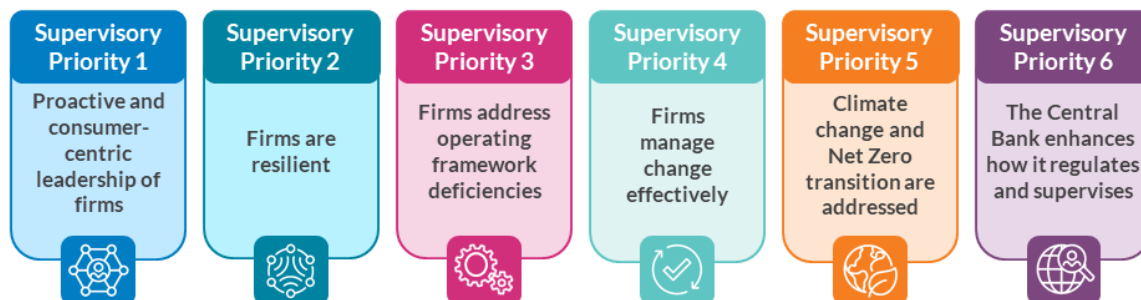 Supervisory
Priority 1
Proactive and
consumer-
centric
leadership of
firms
Supervisory
Priority 2
Firms are
resilient
Supervisory
Priority 3
Firms address
operating
framework
deficiencies
Supervisory
Priority 4
Firms
manage
change
effectively
Supervisory
Priority 5
Climate
change and
Net Zero
transition are
addressed
Supervisory
Priority 6
The Central
Bank enhances
how it regulates
and supervises